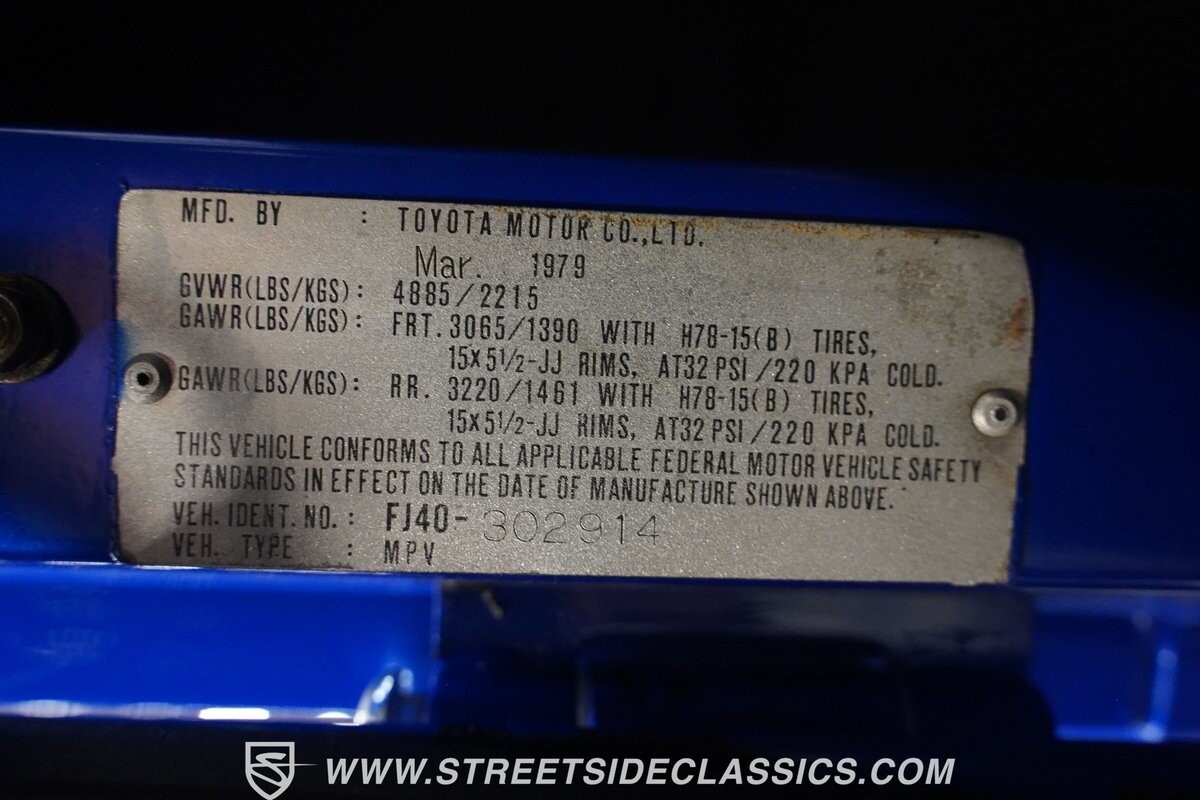 MFD. BY : TOYOTA MOTOR CO.,LTD.
Mar. 1979
GVWR(LBS/KGS): 4885/2215
GAWR(LBS/KGS): FRT. 3065/1390 WITH H78-15(B) TIRES,
15X5 1/2-JJ RIMS, AT32 PSI/220 KPA COLD.
GAWR(LBS/KGS): RR. 3220/1461 WITH H78-15(B) TIRES,
15X5 1/2-JJ RIMS, AT32 PSI/220 KPA COLD.
THIS VEHICLE CONFORMS TO ALL APPLICABLE FEDERAL MOTOR VEHICLE SAFETY
STANDARDS IN EFFECT ON THE DATE OF MANUFACTURE SHOWN ABOVE.
VEH. IDENT. NO.: FJ40-302914
VEH. TYPE : MPV
WWW.STREETSIDECLASSICS.COM